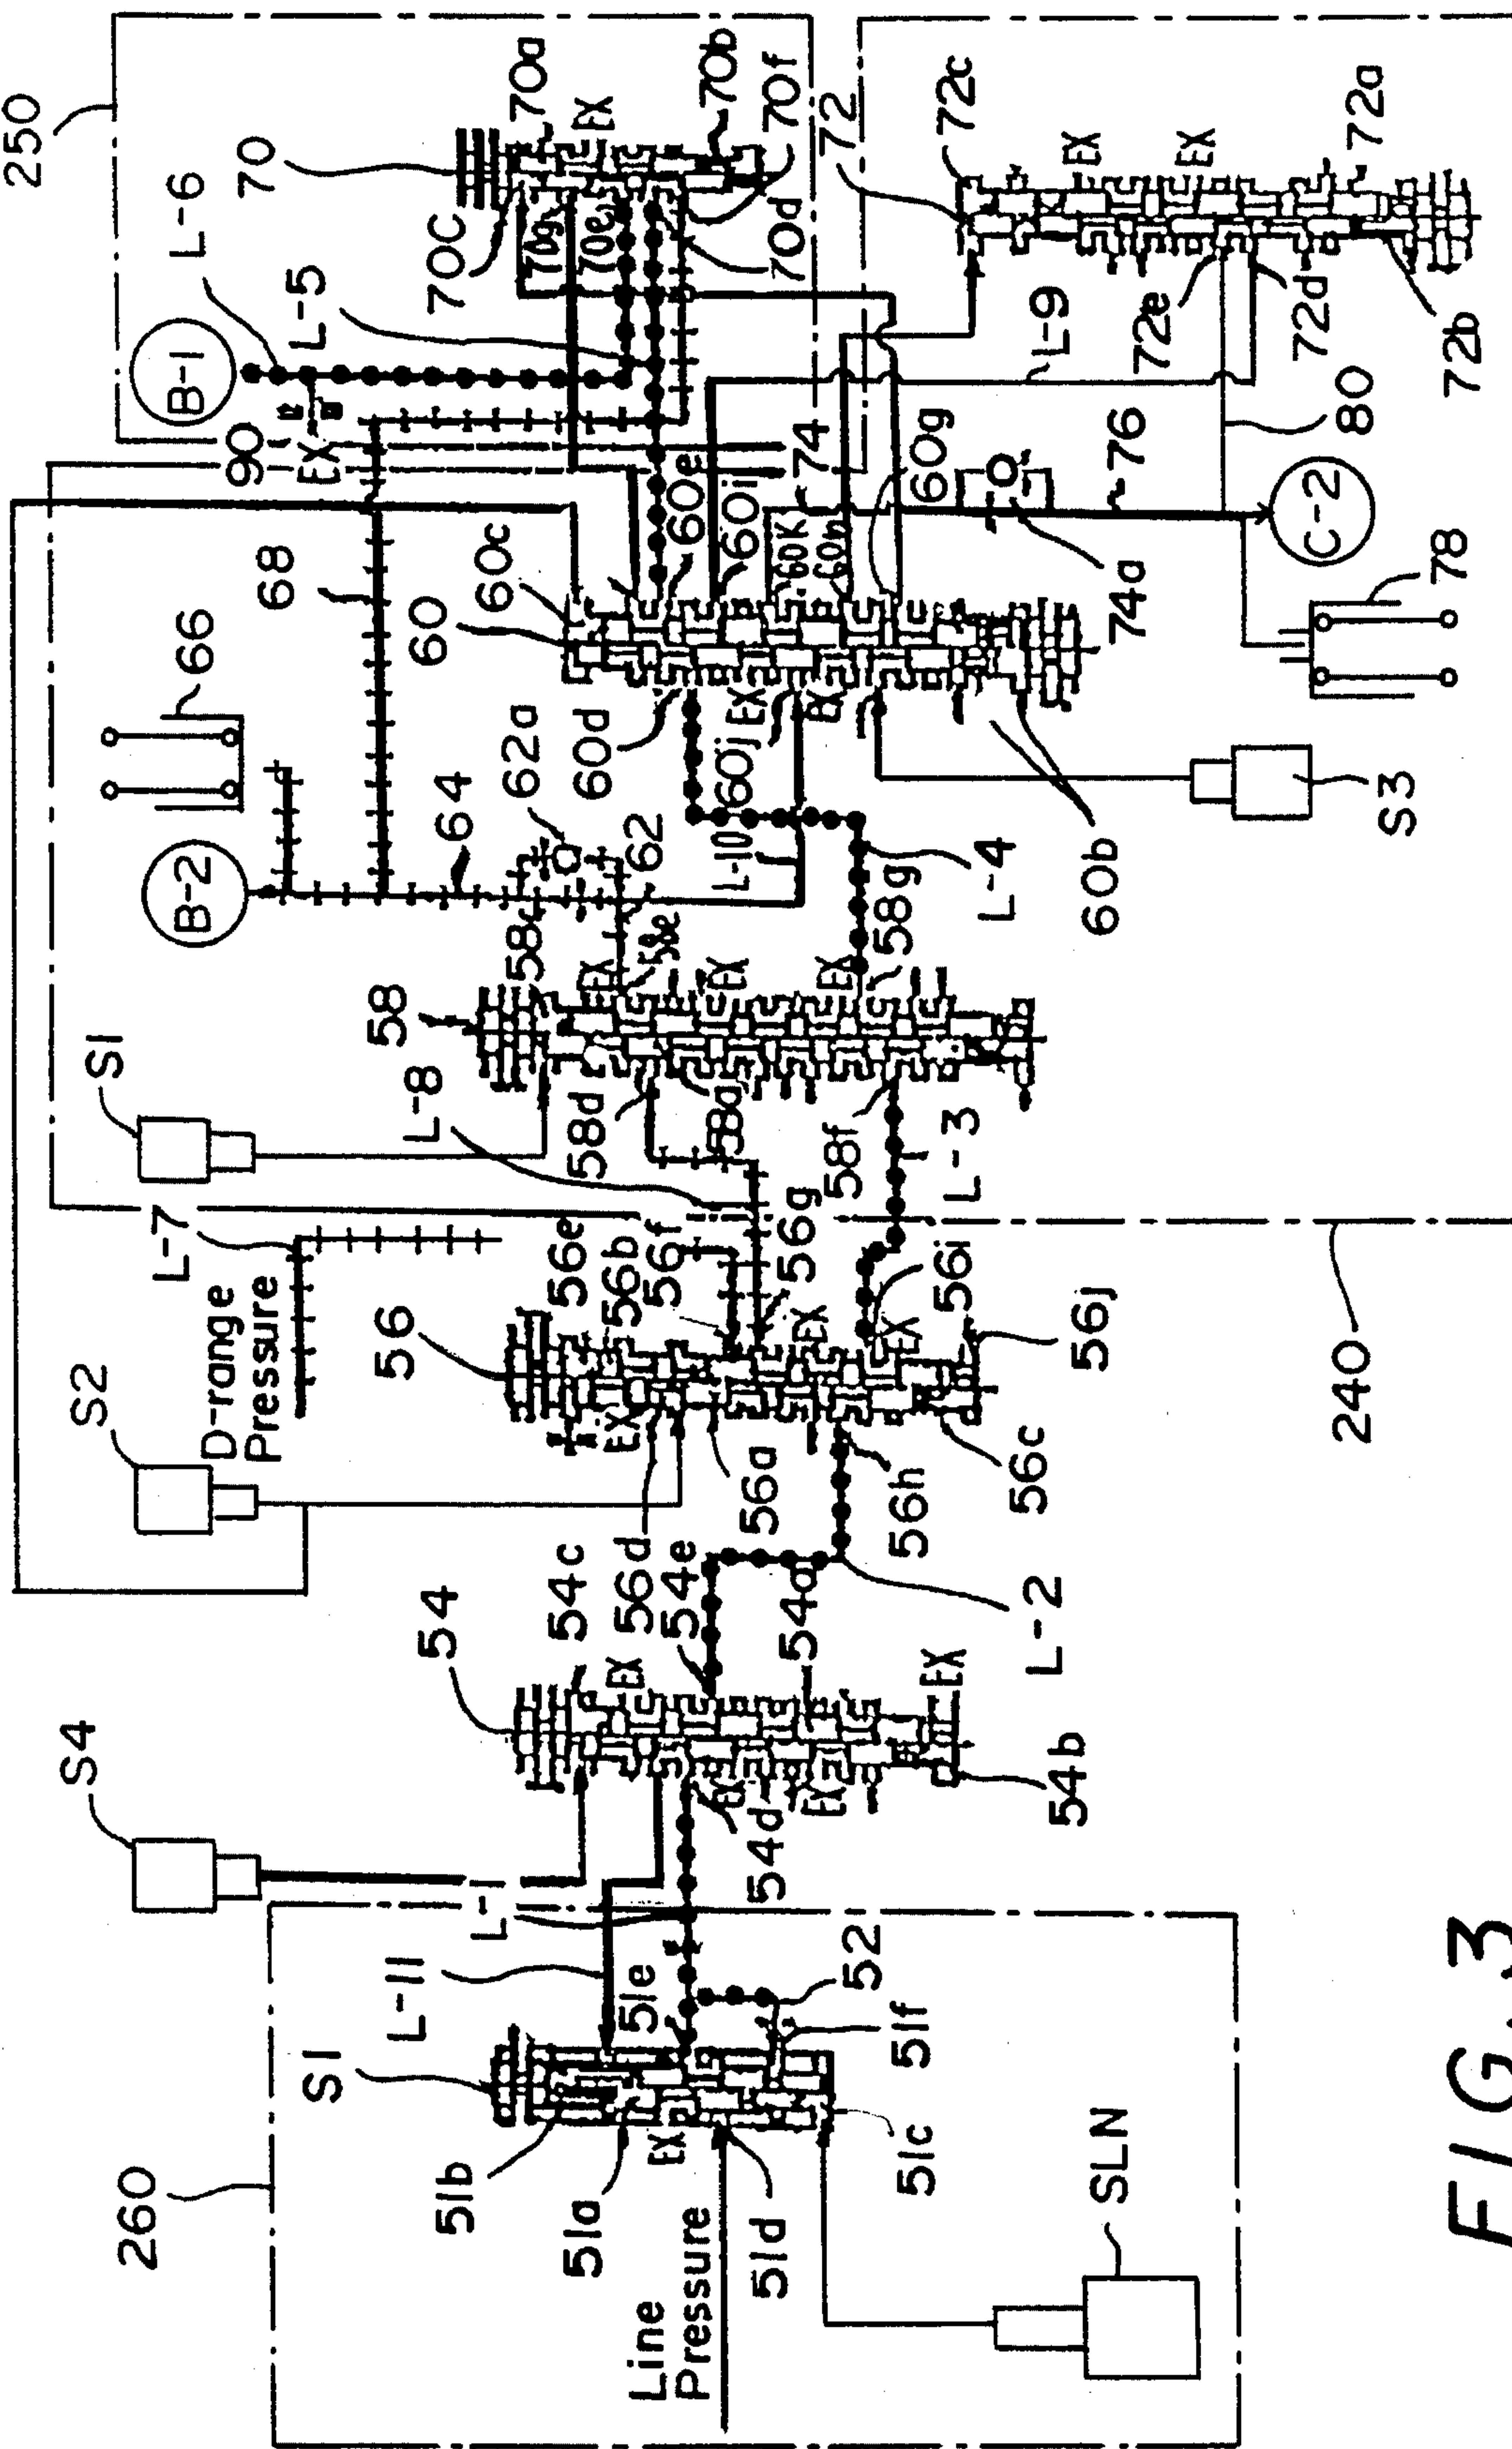 250
L-6
70
70a
EX
70b
70f
72
72c
EX
EX
72a
70C
70g
70e
70d
L-5
B-1
90
EX
L-9
72e
72d
72b
80
74
60g
76
C-2
78
74a
68
60c
60e
60i
60K
60h
60
66
62a
60d
60j
EX
EX
S3
B-2
64
62
L-10
L-4
60b
58c
EX
58e
EX
EX
58g
58
S1
L-8
58d
58a
58f
L-3
L-7
D-range
Pressure
56
56e
56b
56f
56g
EX
EX
56i
56j
240
S2
EX
56d
56a
56h
56c
54
54c
54e
54a
L-2
EX
EX
S4
54d
EX
EX
54b
L-1
L-11
51e
52
51f
S1
260
51b
51a
EX
51d
51c
Line
Pressure
SLN
FIG.3